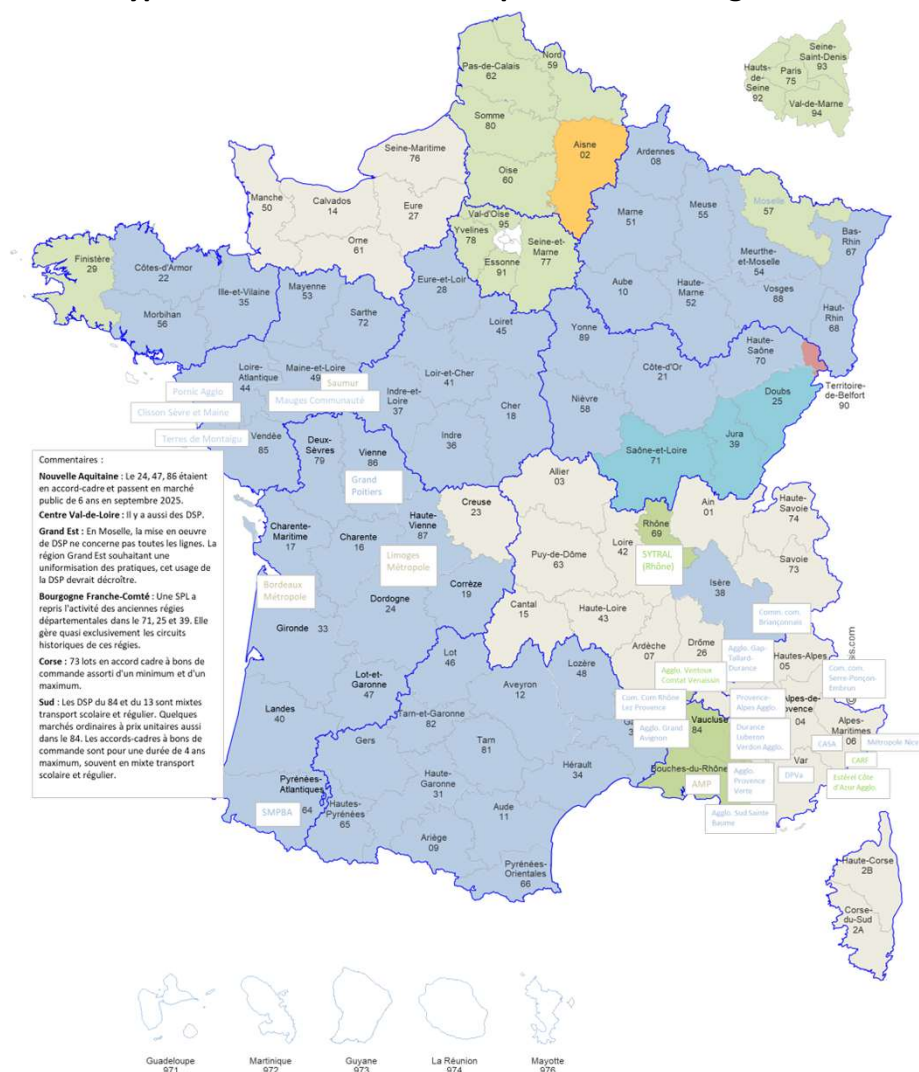 Nord
59
Pas-de-Calais
62
Seine-
Saint-Denis
93
Hauts-
de-
Seine
92
Paris
75
Val-de-Marne
94
Somme
80
Aisne
02
Seine-Maritime
76
Ardennes
08
Oise
60
Manche
50
Calvados
14
Eure
27
Val-d'Oise
95
Yvelines
78
Moselle
57
Meuse
55
Marne
51
Bas-
Rhin
67
Orne
61
Seine-et-
Marne
77
Essonne
91
Meurthe-
et-Moselle
54
Finistère
29
Côtes-d'Armor
22
Eure-et-Loir
28
Aube
10
Haute-
Marne
52
Vosges
88
Ille-et-Vilaine
35
Mayenne
53
Haut-
Rhin
68
Morbihan
56
Sarthe
72
Loiret
45
Yonne
89
Haute-
Saône
70
Loir-et-Cher
41
Côte-d'Or
21
Loire-
Atlantique
44
Maine-et-Loire
49
Saumur
Pornic Agglo
Mauges Communauté
Indre-et-
Loire
37
Territoire-
de-Belfort
90
Doubs
25
Clisson Sèvre et Maine
Cher
18
Nièvre
58
Terres de Montaigu
Vendée
85
Deux-
Sèvres
79
Vienne
86
Indre
36
Jura
39
Saône-et-Loire
71
Commentaires :
Nouvelle Aquitaine : Le 24, 47, 86 étaient
en accord-cadre et passent en marché
public de 6 ans en septembre 2025.
Centre Val-de-Loire : Il y a aussi des DSP.
Grand Est : En Moselle, la mise en oeuvre
de DSP ne concerne pas toutes les lignes. La
région Grand Est souhaitant une
uniformisation des pratiques, cet usage de
la DSP devrait décroître.
Bourgogne Franche-Comté : Une SPL a
repris l'activité des anciennes régies
départementales dans le 71, 25 et 39. Elle
gère quasi exclusivement les circuits
historiques de ces régies.
Corse : 73 lots en accord cadre à bons de
commande assorti d'un minimum et d'un
maximum.
Sud : Les DSP du 84 et du 13 sont mixtes
transport scolaire et régulier. Quelques
marchés ordinaires à prix unitaires aussi
dans le 84. Les accords-cadres à bons de
commande sont pour une durée de 4 ans
maximum, souvent en mixte transport
scolaire et régulier.
Grand
Poitiers
Allier
03
Creuse
23
Ain
01
Haute-
Savoie
74
Haute-
Vienne
87
Rhône
69
Charente-
Maritime
17
Charente
16
Loire
42
Puy-de-Dôme
63
SYTRAL
(Rhône)
Savoie
73
Limoges
Métropole
Corrèze
19
Isère
38
Bordeaux
Métropole
Dordogne
24
Cantal
15
Haute-Loire
43
Comm. com.
Briançonnais
Gironde 33
Ardèche
07
Drôme
26
Agglo. Gap-
Tallard-
Durance
Hautes-Alpes
05
Lot
46
Lozère
48
Agglo. Ventoux
Comtat Venaissin
Com. com.
Serre-Ponçon-
Embrun
Lot-et-
Garonne
47
Aveyron
12
Com. Com Rhône
Lez Provence
Provence-
Alpes Agglo.
Alpes-de-
04
Landes
40
Tarn-et-Garonne
82
Agglo. Grand
Avignon
Vaucluse
84
Durance
Luberon
Verdon Agglo.
Alpes-
Maritimes
06
Gers
Tarn
81
CASA
Métropole Nice
Hérault
34
Bouches-du-Rhône
AMP
Agglo
Provence
Verte
Var
DPVa
CARF
Estérel Côte
d'Azur Agglo.
Pyrénées-
Atlantiques
64
SMPBA
Haute-
Garonne
31
Hautes-
Pyrénées
65
Agglo. Sud Sainte
Baume
Aude
11
Ariège
09
Pyrénées-
Orientales
66
Haute-Corse
2B
Corse-
du-Sud
2A
Guadeloupe
971
Martinique
972
Guyane
973
La Réunion
974
Mayotte
976